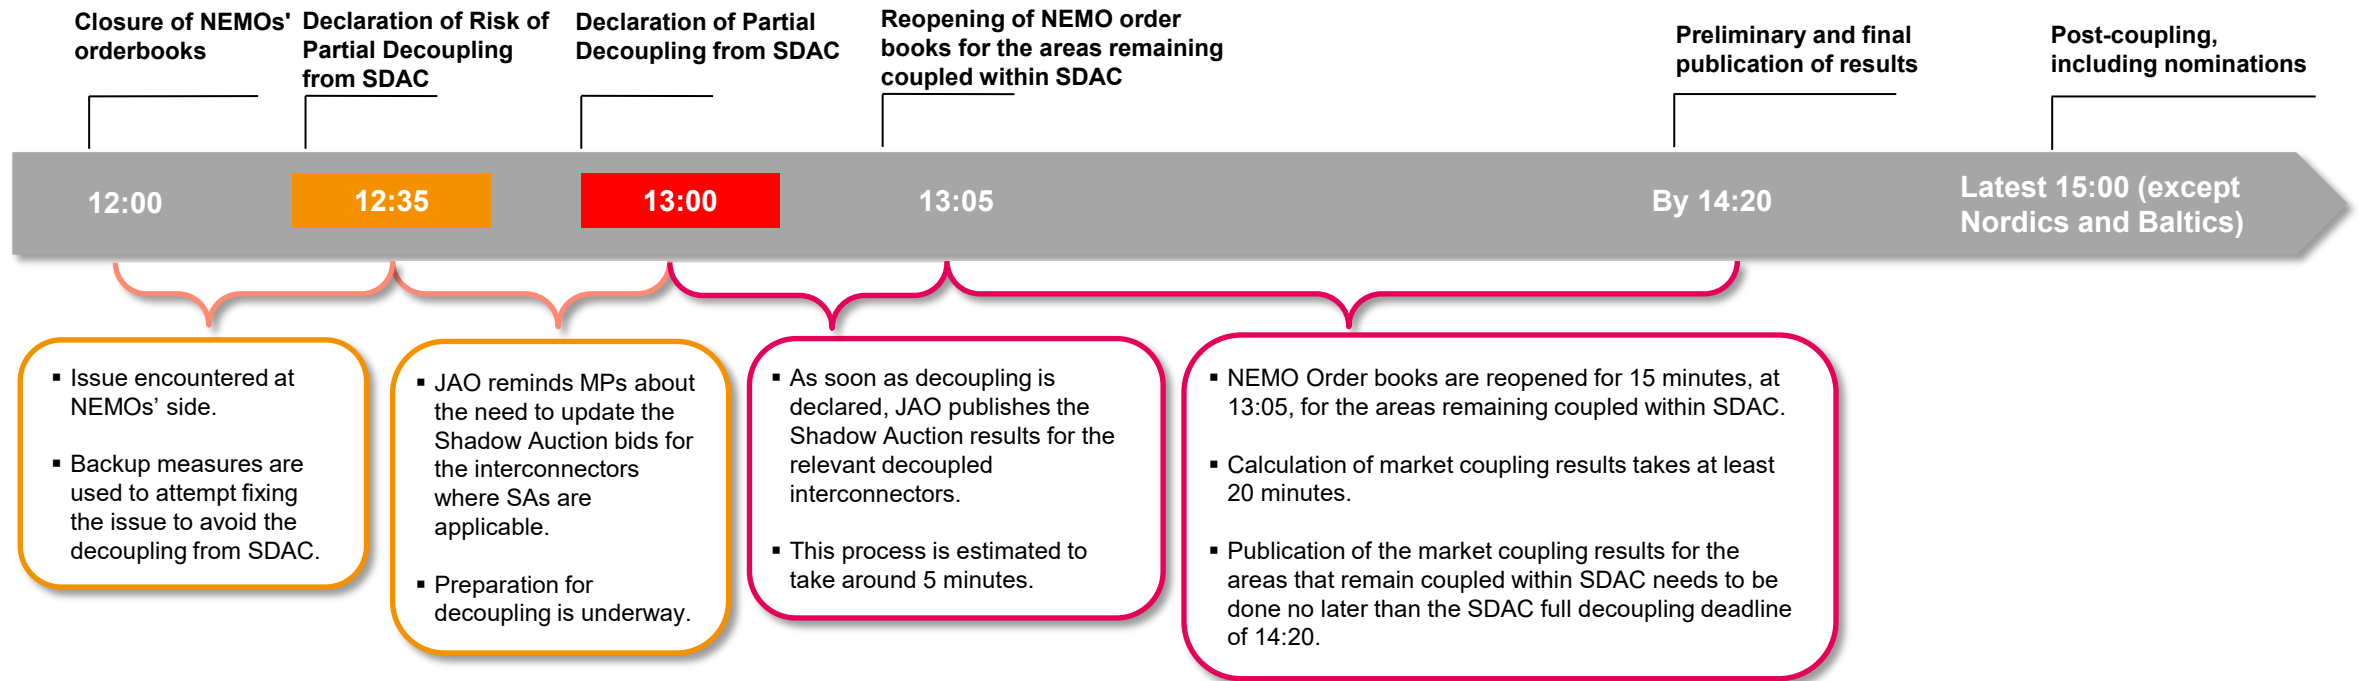 Closure of NEMOs'
orderbooks
Declaration of Risk of
Partial Decoupling
from SDAC
Declaration of Partial
Decoupling from SDAC
Reopening of NEMO order
books for the areas remaining
coupled within SDAC
Preliminary and final
publication of results
Post-coupling,
including nominations
12:00
12:35
13:00
13:05
By 14:20
Latest 15:00 (except
Nordics and Baltics)
▪ Issue encountered at
NEMOs’ side.
▪ Backup measures are
used to attempt fixing
the issue to avoid the
decoupling from SDAC.
▪ JAO reminds MPs about
the need to update the
Shadow Auction bids for
the interconnectors
where SAs are
applicable.
▪ Preparation for
decoupling is underway.
▪ As soon as decoupling is
declared, JAO publishes the
Shadow Auction results for the
relevant decoupled
interconnectors.
▪ This process is estimated to
take around 5 minutes.
▪ NEMO Order books are reopened for 15 minutes, at
13:05, for the areas remaining coupled within SDAC.
▪ Calculation of market coupling results takes at least
20 minutes.
▪ Publication of the market coupling results for the
areas that remain coupled within SDAC needs to be
done no later than the SDAC full decoupling deadline
of 14:20.